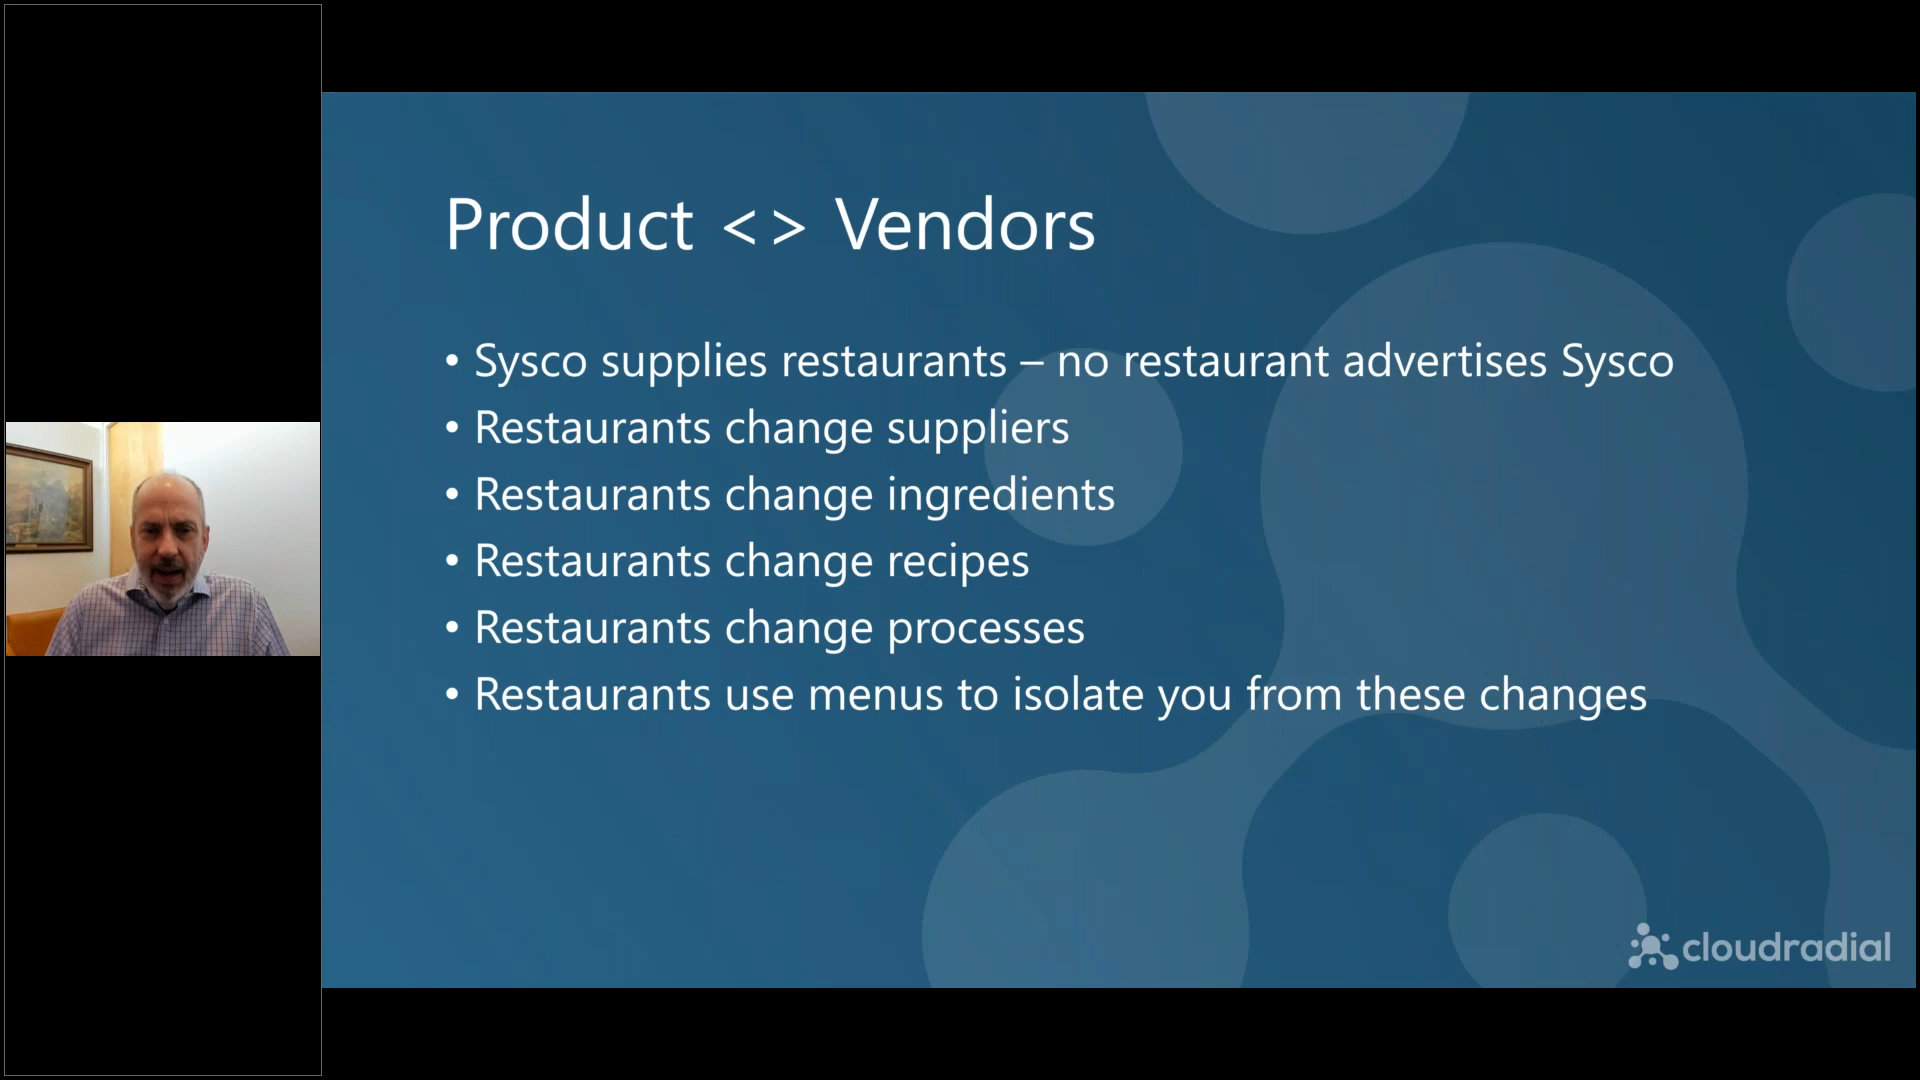 Product <> Vendors
• Sysco supplies restaurants – no restaurant advertises Sysco
• Restaurants change suppliers
• Restaurants change ingredients
• Restaurants change recipes
• Restaurants change processes
• Restaurants use menus to isolate you from these changes
cloudradial